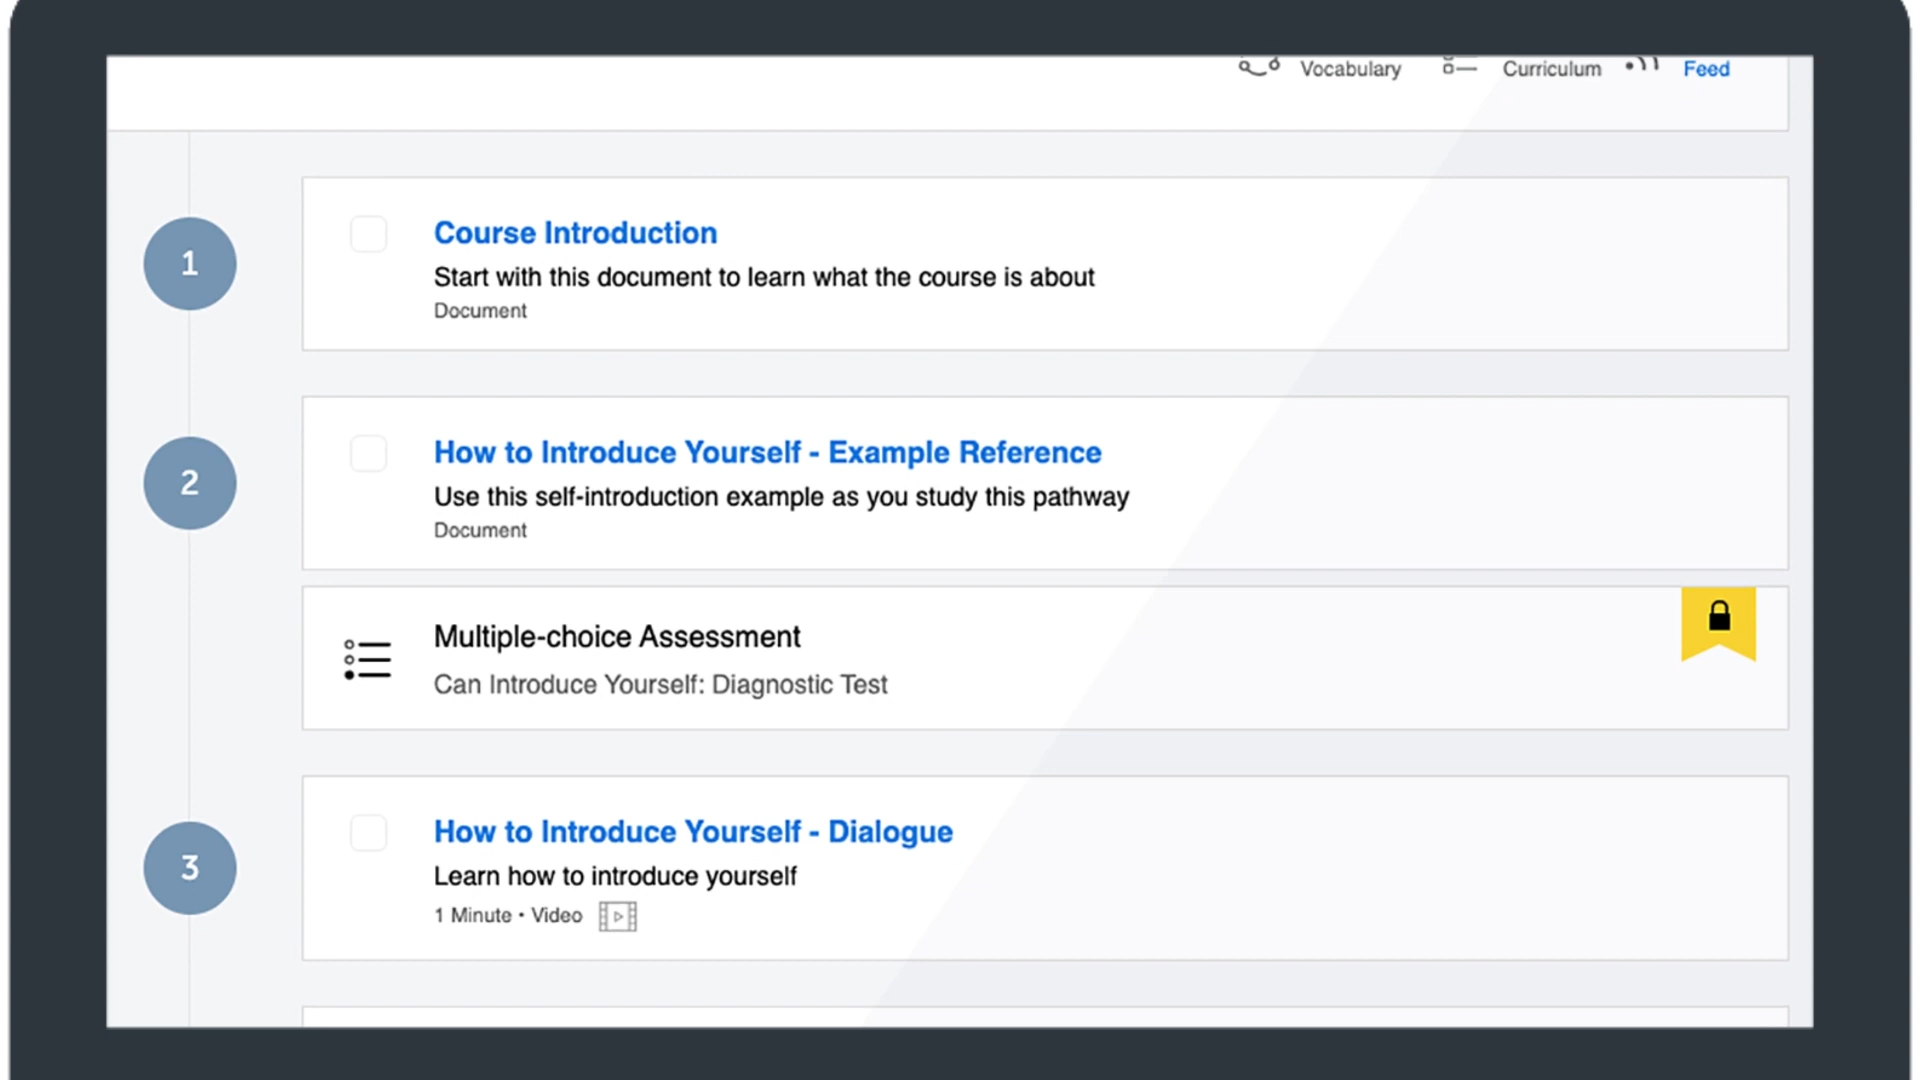 Vocabulary Curriculum Feed
1
Course Introduction
Start with this document to learn what the course is about
Document
2
How to Introduce Yourself - Example Reference
Use this self-introduction example as you study this pathway
Document
Multiple-choice Assessment
Can Introduce Yourself: Diagnostic Test
3
How to Introduce Yourself - Dialogue
Learn how to introduce yourself
1 Minute • Video